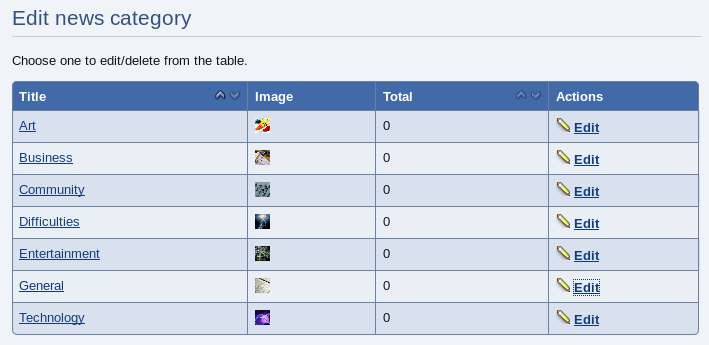 Edit news category
Choose one to edit/delete from the table.
Title Image Total Actions
Art 0 Edit
Business 0 Edit
Community 0 Edit
Difficulties 0 Edit
Entertainment 0 Edit
General 0 Edit
Technology 0 Edit